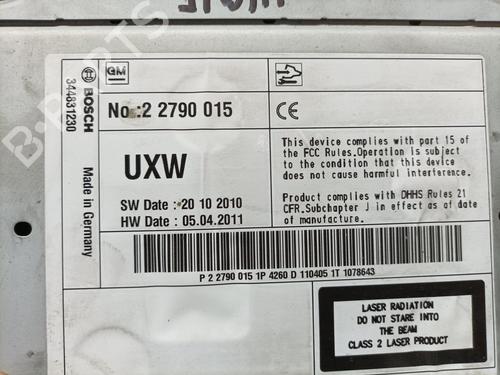 BOSCH
344831230
Made in Germany
GM
No.:2 2790 015
CE
UXW
SW Date : 20 10 2010
HW Date : 05.04.2011
This device complies with part 15 of
the FCC Rules.Operation is subject
to the condition that this device
does not cause harmful interference.
Product complies with DHHS Rules 21
CFR.Subchapter J in effect as of date
of manufacture.
P 2 2790 015 1P 4260 D 110405 1T 1078643
LASER RADIATION
DO NOT STARE INTO
THE BEAM
CLASS 2 LASER PRODUCT
B-PARTS